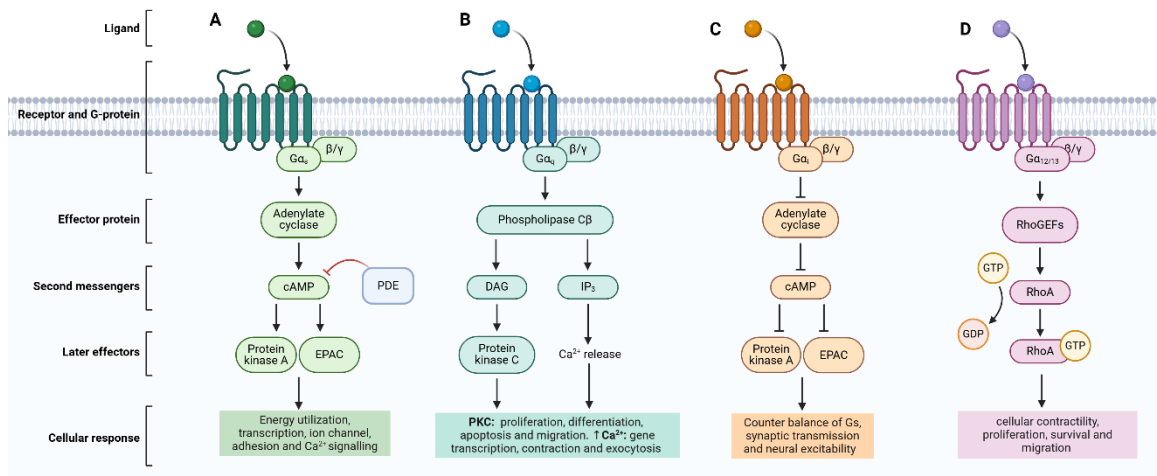 A
B
C
D
Ligand
Receptor and G-protein
Gαs
β/γ
Gαq
β/γ
Gαi
β/γ
Gα12/13
β/γ
Effector protein
Adenylate
cyclase
Phospholipase Cβ
Adenylate
cyclase
RhoGEFs
Second messengers
cAMP
PDE
DAG
IP3
cAMP
GTP
RhoA
GDP
Later effectors
Protein
kinase A
EPAC
Protein
kinase C
Ca2+ release
Protein
kinase A
EPAC
RhoA
GTP
Cellular response
Energy utilization,
transcription, ion channel,
adhesion and Ca2+ signalling
PKC: proliferation, differentiation,
apoptosis and migration. ↑Ca2+: gene
transcription, contraction and exocytosis
Counter balance of Gs,
synaptic transmission
and neural excitability
cellular contractility,
proliferation, survival and
migration